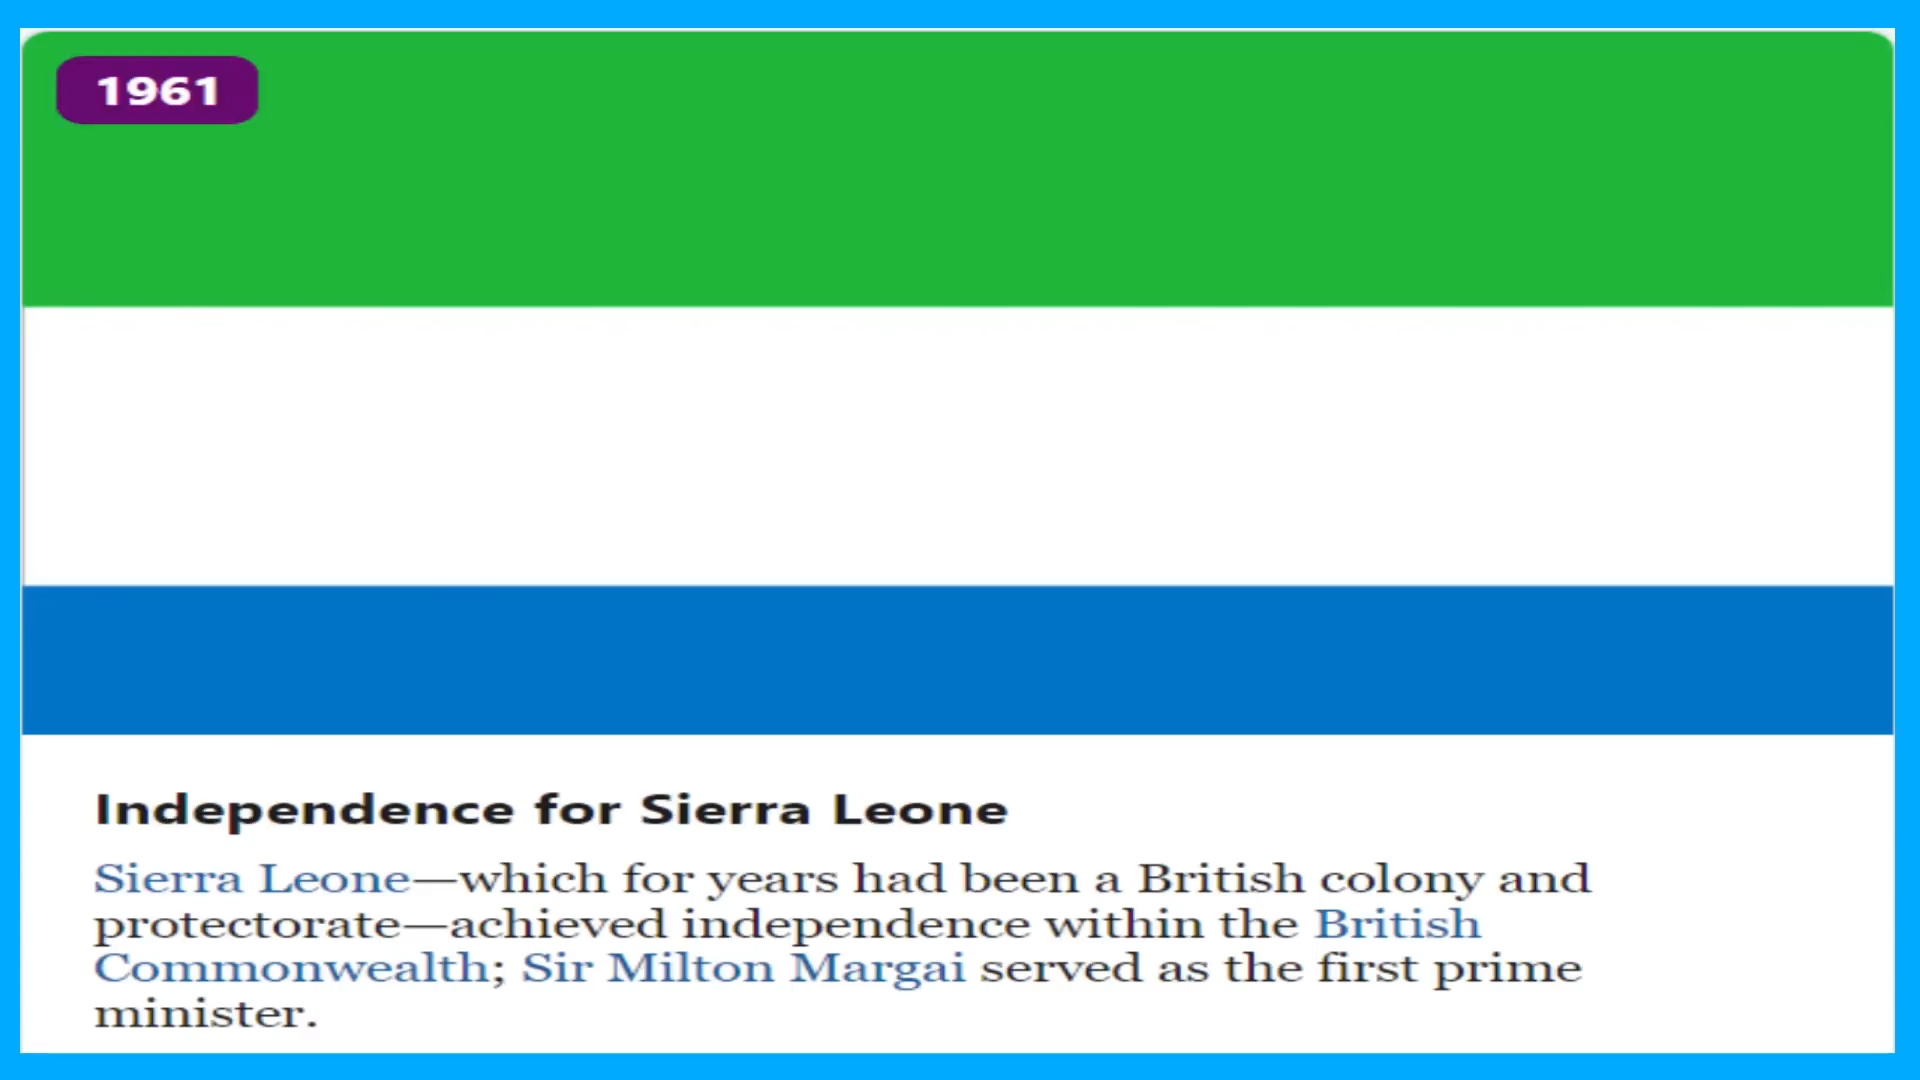 1961
Independence for Sierra Leone
Sierra Leone—which for years had been a British colony and
protectorate—achieved independence within the British
Commonwealth; Sir Milton Margai served as the first prime
minister.